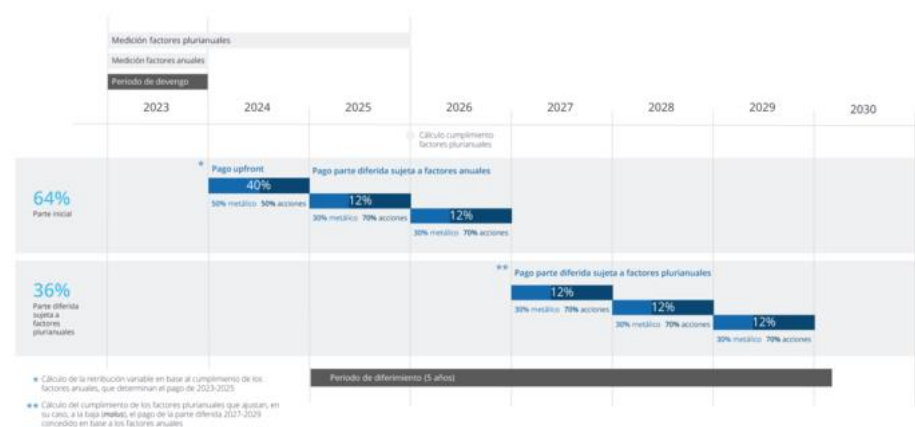 Medición factores plurianuales
Medición factores anuales
Periodo de devengo
2023 2024 2025 2026 2027 2028 2029 2030
Cálculo cumplimiento
factores plurianuales
* Pago upfront Pago parte diferida sujeta a factores anuales
64%
Parte inicial
40%
50% metálico 50% acciones
12%
30% metálico 70% acciones
12%
30% metálico 70% acciones
** Pago parte diferida sujeta a factores plurianuales
36%
Parte diferida
sujeta a
factores
plurianuales
12%
30% metálico 70% acciones
12%
30% metálico 70% acciones
12%
30% metálico 70% acciones
Periodo de diferimiento (5 años)
* Cálculo de la retribución variable en base al cumplimiento de los
factores anuales, que determinan el pago de 2023-2025
** Cálculo del cumplimiento de los factores plurianuales que ajustan, en
su caso, a la baja (malus), el pago de la parte diferida 2027-2029
concedido en base a los factores anuales